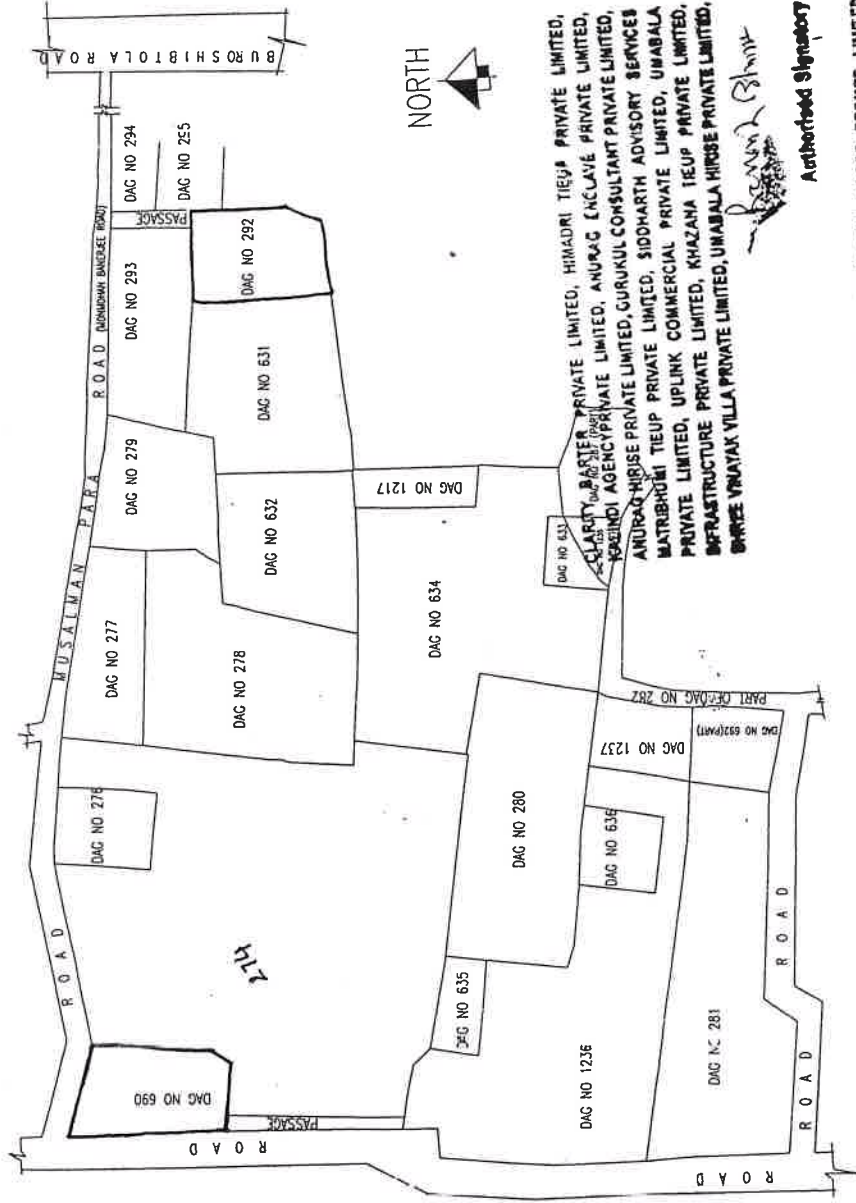 BUROSHIBTOLA ROAD
NORTH
MUSALMAN PARA ROAD (MONMOHAN BANERJEE ROAD)
DAG NO 294
DAG NO 295
PASSAGE
DAG NO 293
DAG NO 292
DAG NO 631
DAG NO 279
DAG NO 632
DAG NO 1217
DAG NO 277
DAG NO 278
DAG NO 634
DAG NO 633
DAG NO 287 (PART)
ROAD
DAG NO 276
274
DAG NO 690
PASSAGE
ROAD
DAG NO 635
DAG NO 280
DAG NO 636
DAG NO 1237
PART OF DAG NO 282
DAG NO 692(PART)
DAG NO 1236
DAG NO 281
ROAD
ROAD
ROAD
CLARITY BARTER PRIVATE LIMITED, HIMADRI TIEUP PRIVATE LIMITED,
KALINDI AGENCY PRIVATE LIMITED, ANURAG ENCLAVE PRIVATE LIMITED,
ANURAG HIRISE PRIVATE LIMITED, GURUKUL CONSULTANT PRIVATE LIMITED,
MATRIBHUMI TIEUP PRIVATE LIMITED, SIDDHARTH ADVISORY SERVICES
PRIVATE LIMITED, UPLINK COMMERCIAL PRIVATE LIMITED, UMABALA
INFRASTRUCTURE PRIVATE LIMITED, KHAZANA TIEUP PRIVATE LIMITED,
SHREE VINAYAK VILLA PRIVATE LIMITED, UMABALA HIRISE PRIVATE LIMITED,
Authorised Signatory
LIMITED